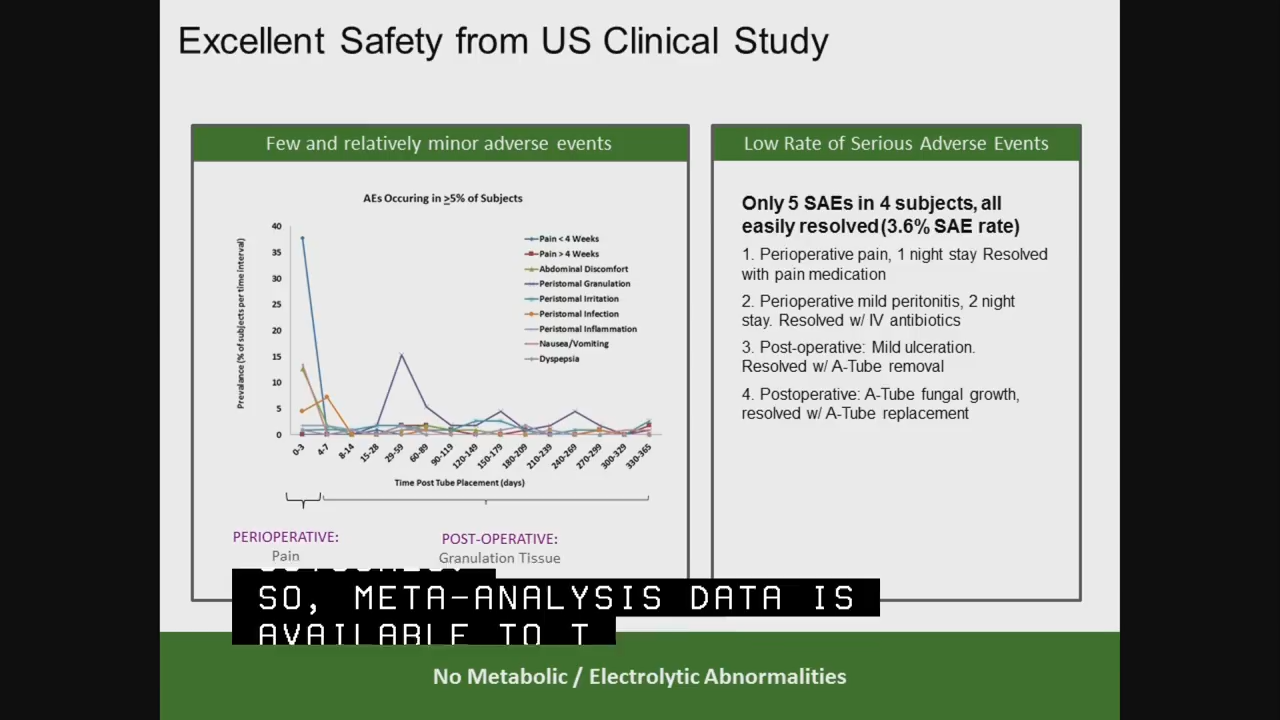 Excellent Safety from US Clinical Study
Few and relatively minor adverse events
AEs Occuring in >5% of Subjects
Prevalance (% of subjects per time interval)
40
35
30
25
20
15
10
5
0
Pain < 4 Weeks
Pain > 4 Weeks
Abdominal Discomfort
Peristomal Granulation
Peristomal Irritation
Peristomal Infection
Peristomal Inflammation
Nausea/Vomiting
Dyspepsia
0-3
4-7
8-14
15-28
29-59
60-89
90-119
120-149
150-179
180-209
210-239
240-269
270-299
300-329
330-365
Time Post Tube Placement (days)
PERIOPERATIVE:
Pain
POST-OPERATIVE:
Granulation Tissue
Low Rate of Serious Adverse Events
Only 5 SAEs in 4 subjects, all
easily resolved (3.6% SAE rate)
1. Perioperative pain, 1 night stay Resolved
with pain medication
2. Perioperative mild peritonitis, 2 night
stay. Resolved w/ IV antibiotics
3. Post-operative: Mild ulceration.
Resolved w/ A-Tube removal
4. Postoperative: A-Tube fungal growth,
resolved w/ A-Tube replacement
SO, META-ANALYSIS DATA IS
AVAILABLE TO T
No Metabolic / Electrolytic Abnormalities